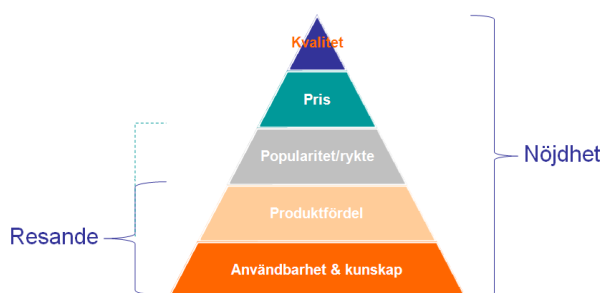 Kvalitet
Pris
Popularitet/rykte
Nöjdhet
Produktfördel
Resande
Användbarhet & kunskap